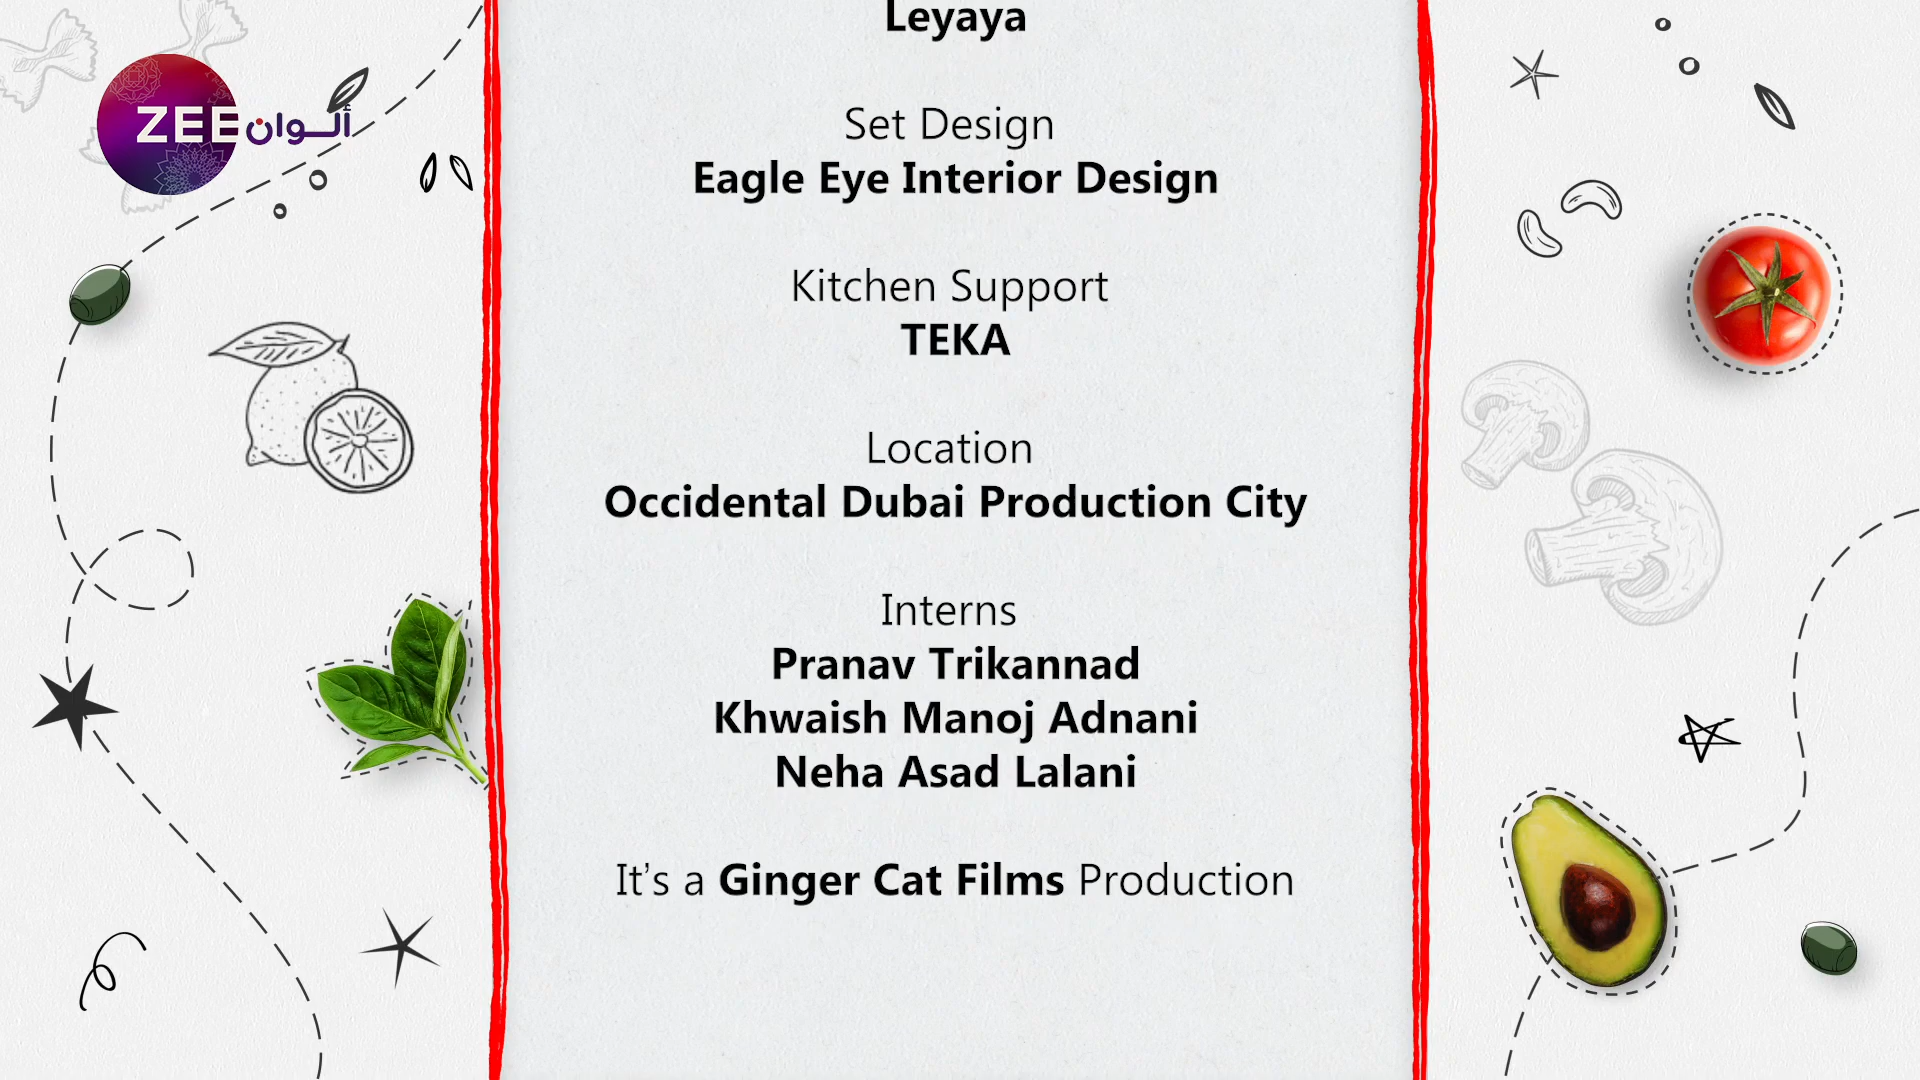 Leyaya
ZEE ألوان
Set Design
Eagle Eye Interior Design
Kitchen Support
TEKA
Location
Occidental Dubai Production City
Interns
Pranav Trikannad
Khwaish Manoj Adnani
Neha Asad Lalani
It's a Ginger Cat Films Production